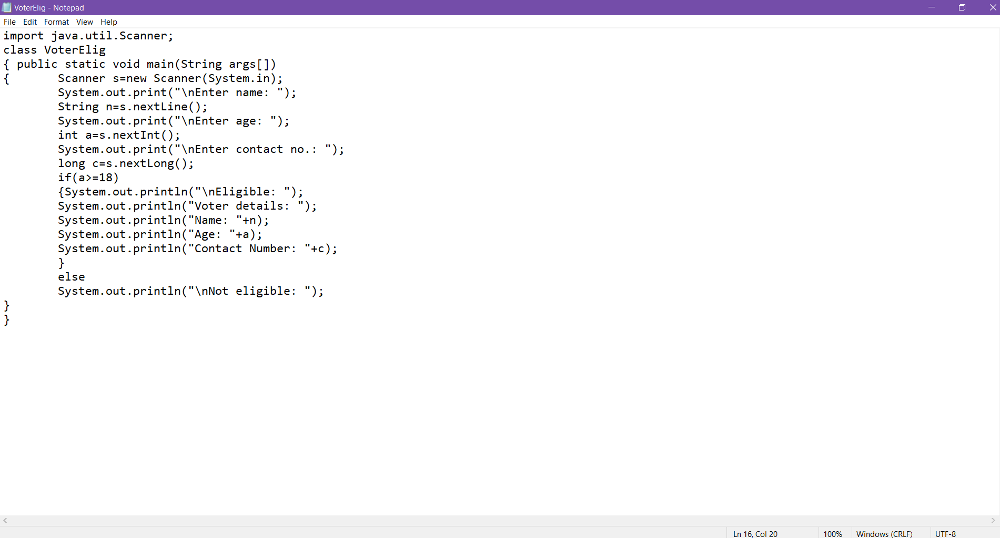 VoterElig - Notepad
File Edit Format View Help
import java.util.Scanner;
class VoterElig
{ public static void main(String args[])
{       Scanner s=new Scanner(System.in);
        System.out.print("\nEnter name: ");
        String n=s.nextLine();
        System.out.print("\nEnter age: ");
        int a=s.nextInt();
        System.out.print("\nEnter contact no.: ");
        long c=s.nextLong();
        if(a>=18)
        {System.out.println("\nEligible: ");
        System.out.println("Voter details: ");
        System.out.println("Name: "+n);
        System.out.println("Age: "+a);
        System.out.println("Contact Number: "+c);
        }
        else
        System.out.println("\nNot eligible: ");
}
}
Ln 16, Col 20 100% Windows (CRLF) UTF-8